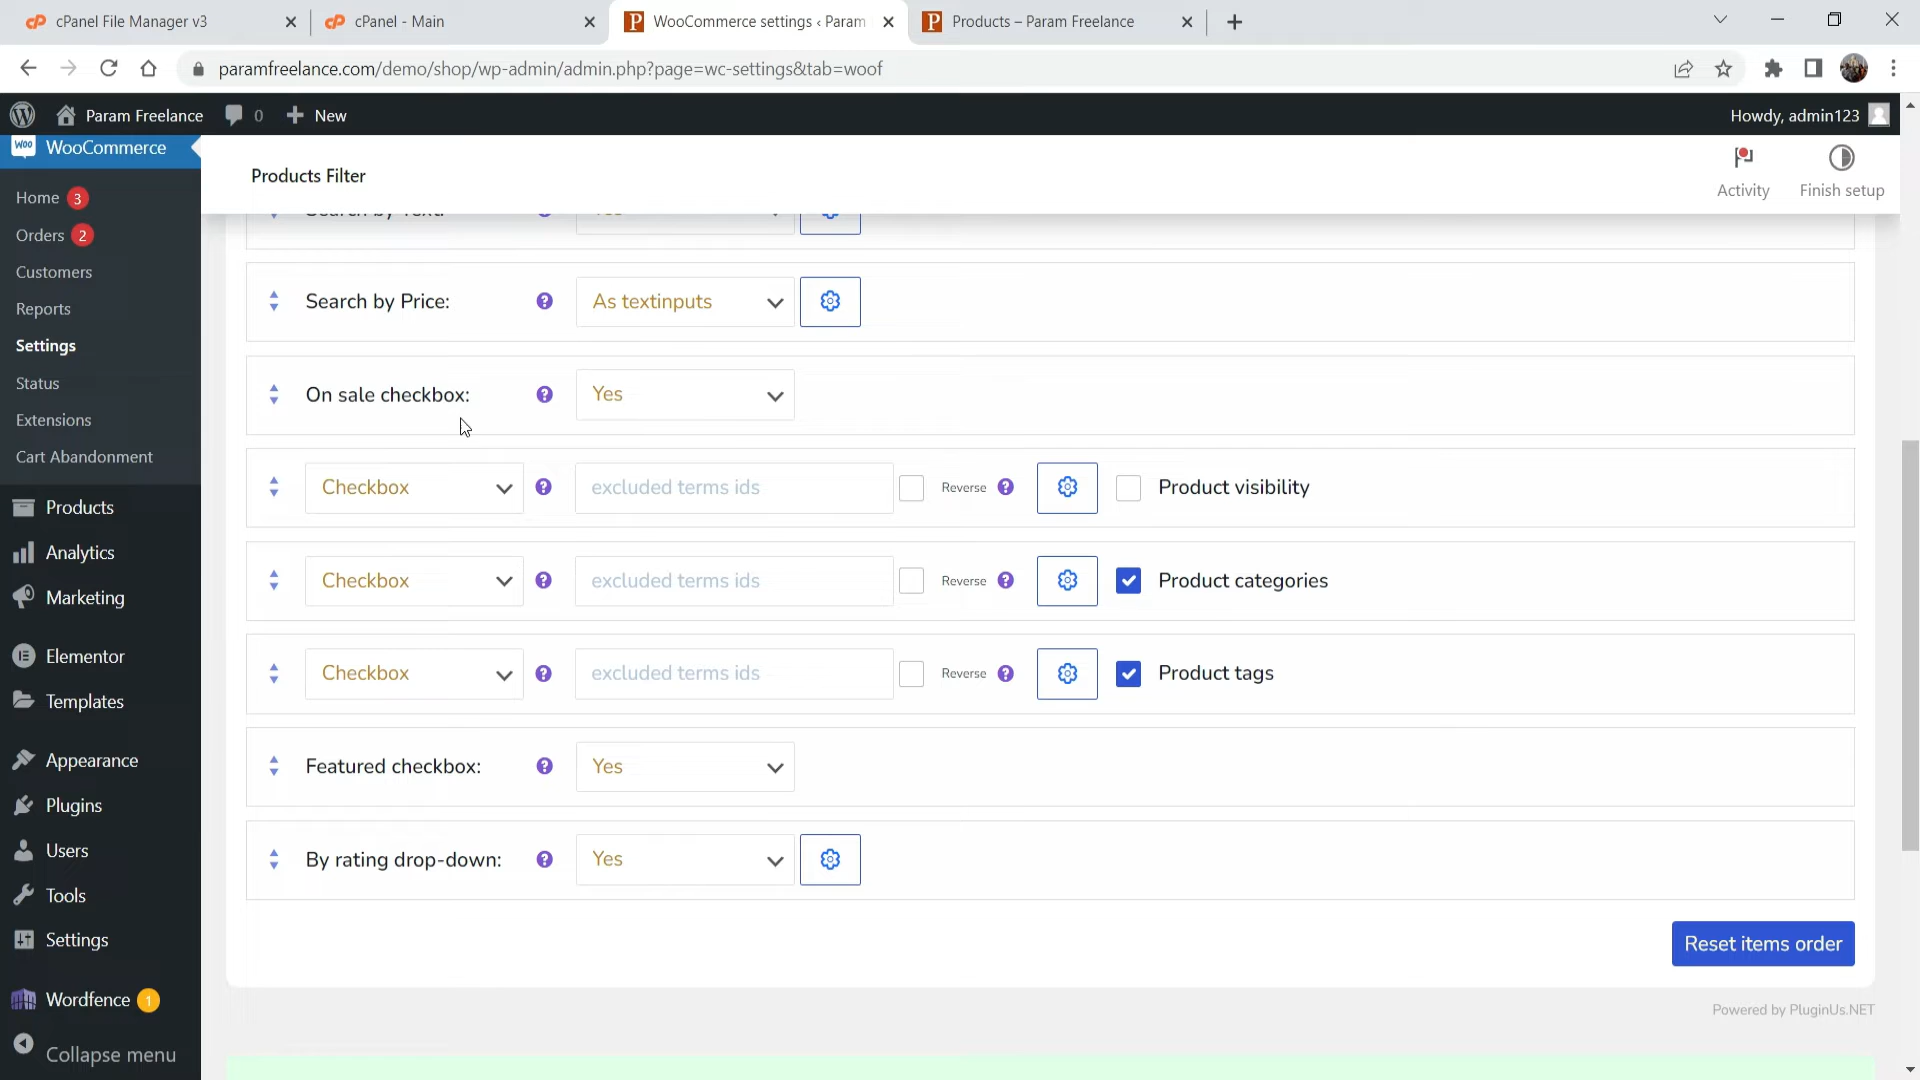 cPanel File Manager v3
cPanel - Main
WooCommerce settings ‹ Param
Products – Param Freelance
paramfreelance.com/demo/shop/wp-admin/admin.php?page=wc-settings&tab=woof
Param Freelance
0
New
Howdy, admin123
WooCommerce
Home 3
Orders 2
Customers
Reports
Settings
Status
Extensions
Cart Abandonment
Products
Analytics
Marketing
Elementor
Templates
Appearance
Plugins
Users
Tools
Settings
Wordfence 1
Collapse menu
Products Filter
Activity
Finish setup
Search by Text: Yes
Search by Price: ? As textinputs
On sale checkbox: ? Yes
Checkbox ? excluded terms ids Reverse ? Product visibility
Checkbox ? excluded terms ids Reverse ? Product categories
Checkbox ? excluded terms ids Reverse ? Product tags
Featured checkbox: ? Yes
By rating drop-down: ? Yes
Reset items order
Powered by PluginUs.NET